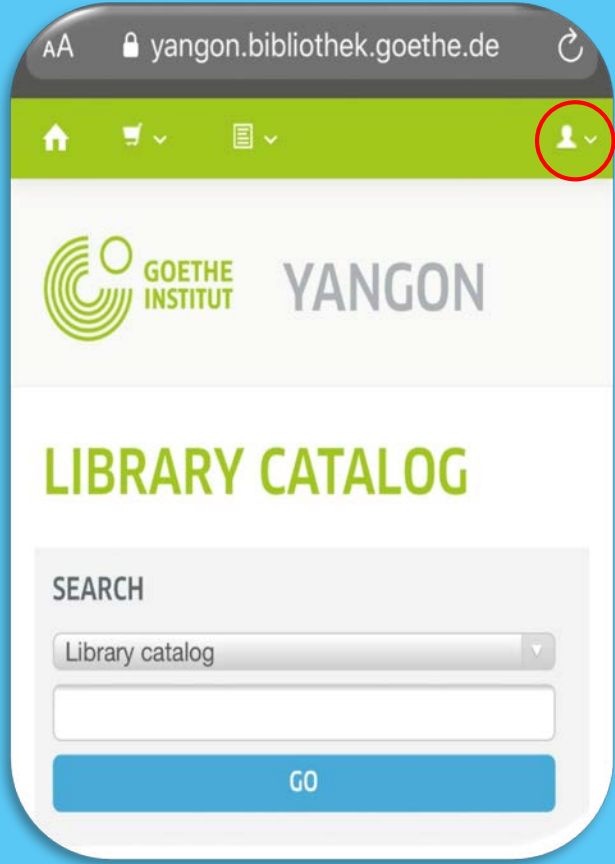 AA yangon.bibliothek.goethe.de
GOETHE
INSTITUT
YANGON
LIBRARY CATALOG
SEARCH
Library catalog
GO